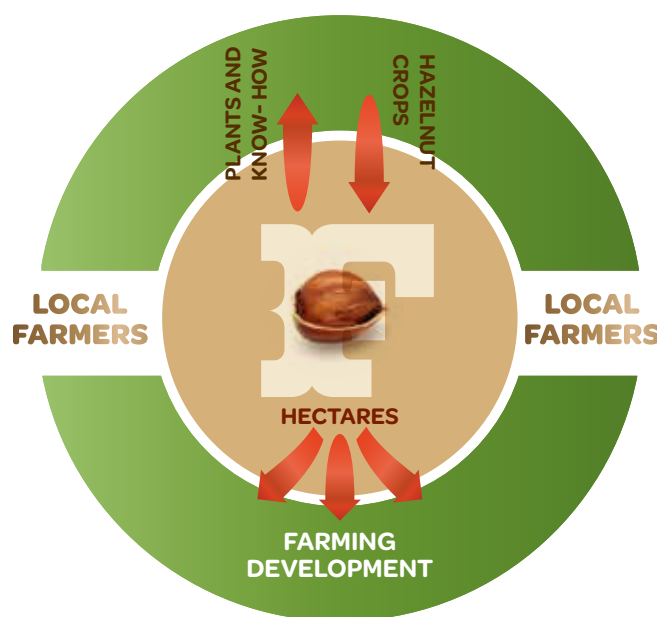 PLANTS AND
KNOW- HOW
HAZELNUT
CROPS
F
LOCAL
FARMERS
LOCAL
FARMERS
HECTARES
FARMING
DEVELOPMENT